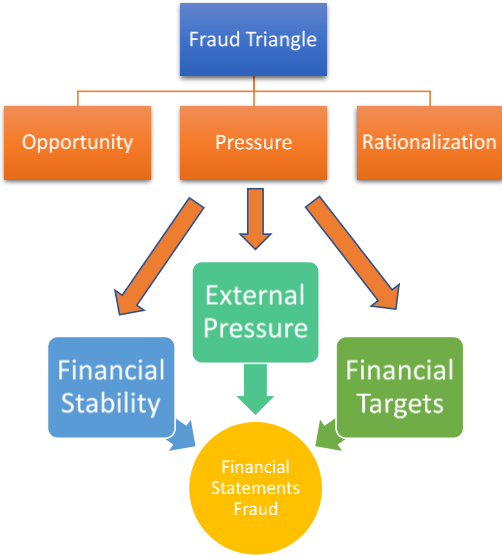 Fraud Triangle
Opportunity
Pressure
Rationalization
External
Pressure
Financial
Stability
Financial
Targets
Financial
Statements
Fraud